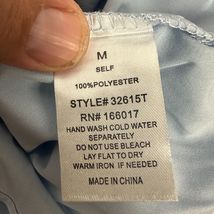 M
SELF
100%POLYESTER
STYLE# 32615T
RN# 166017
HAND WASH COLD WATER
SEPARATELY
DO NOT USE BLEACH
LAY FLAT TO DRY
WARM IRON IF NEEDED
MADE IN CHINA